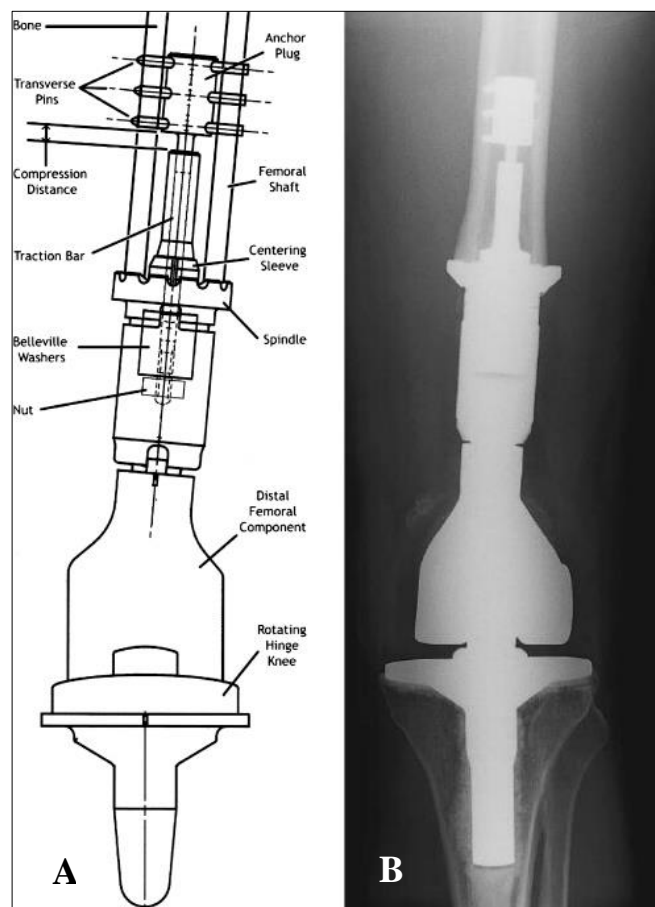 Bone
Anchor
Plug
Transverse
Pins
Compression
Distance
Femoral
Shaft
Traction Bar
Centering
Sleeve
Belleville
Washers
Spindle
Nut
Distal
Femoral
Component
Rotating
Hinge
Knee
A
B